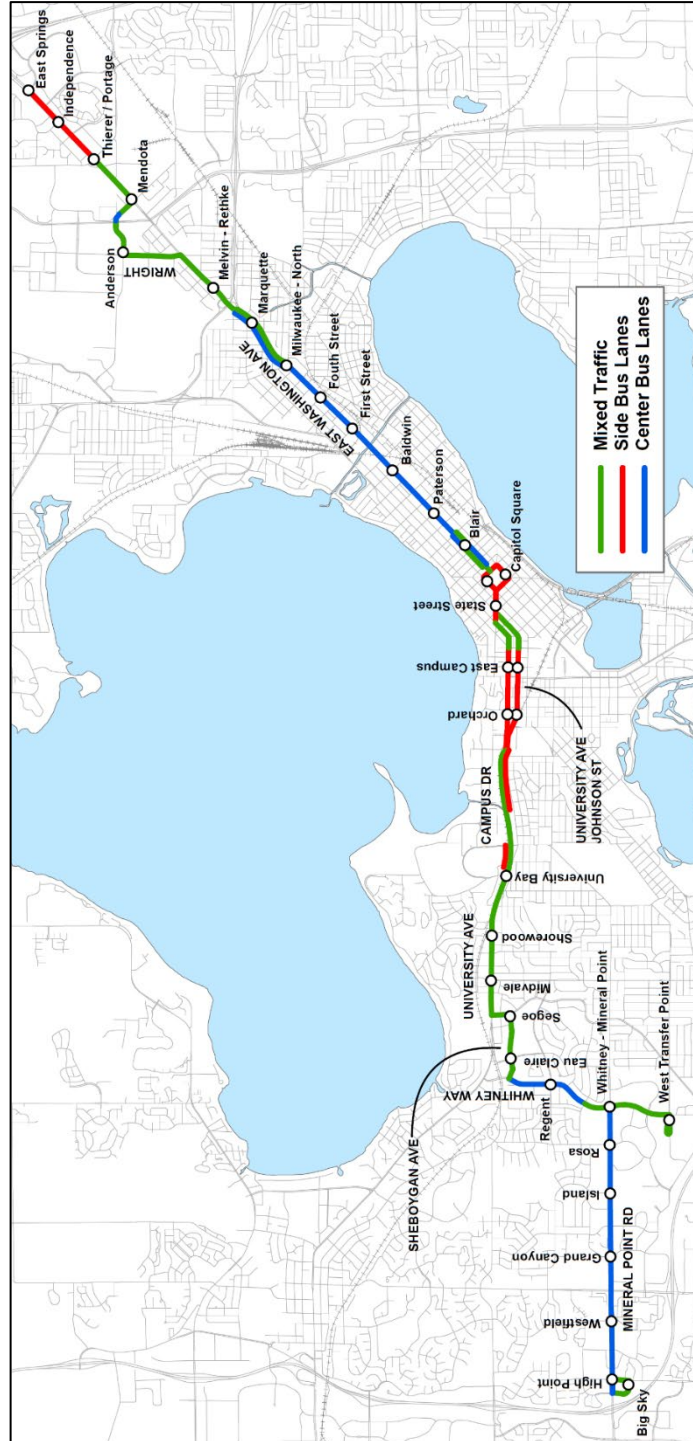 East Springs
Independence
Thierer / Portage
Mendota
Anderson
WRIGHT
Melvin - Rethke
Marquette
Milwaukee - North
EAST WASHINGTON AVE
Fouth Street
First Street
Baldwin
Paterson
Blair
Capitol Square
State Street
East Campus
Orchard
UNIVERSITY AVE
JOHNSON ST
CAMPUS DR
University Bay
UNIVERSITY AVE
Shorewood
Midvale
Segoe
Eau Claire
SHEBOYGAN AVE
WHITNEY WAY
Regent
Whitney - Mineral Point
West Transfer Point
Rosa
Island
Grand Canyon
MINERAL POINT RD
Westfield
High Point
Big Sky
Mixed Traffic
Side Bus Lanes
Center Bus Lanes